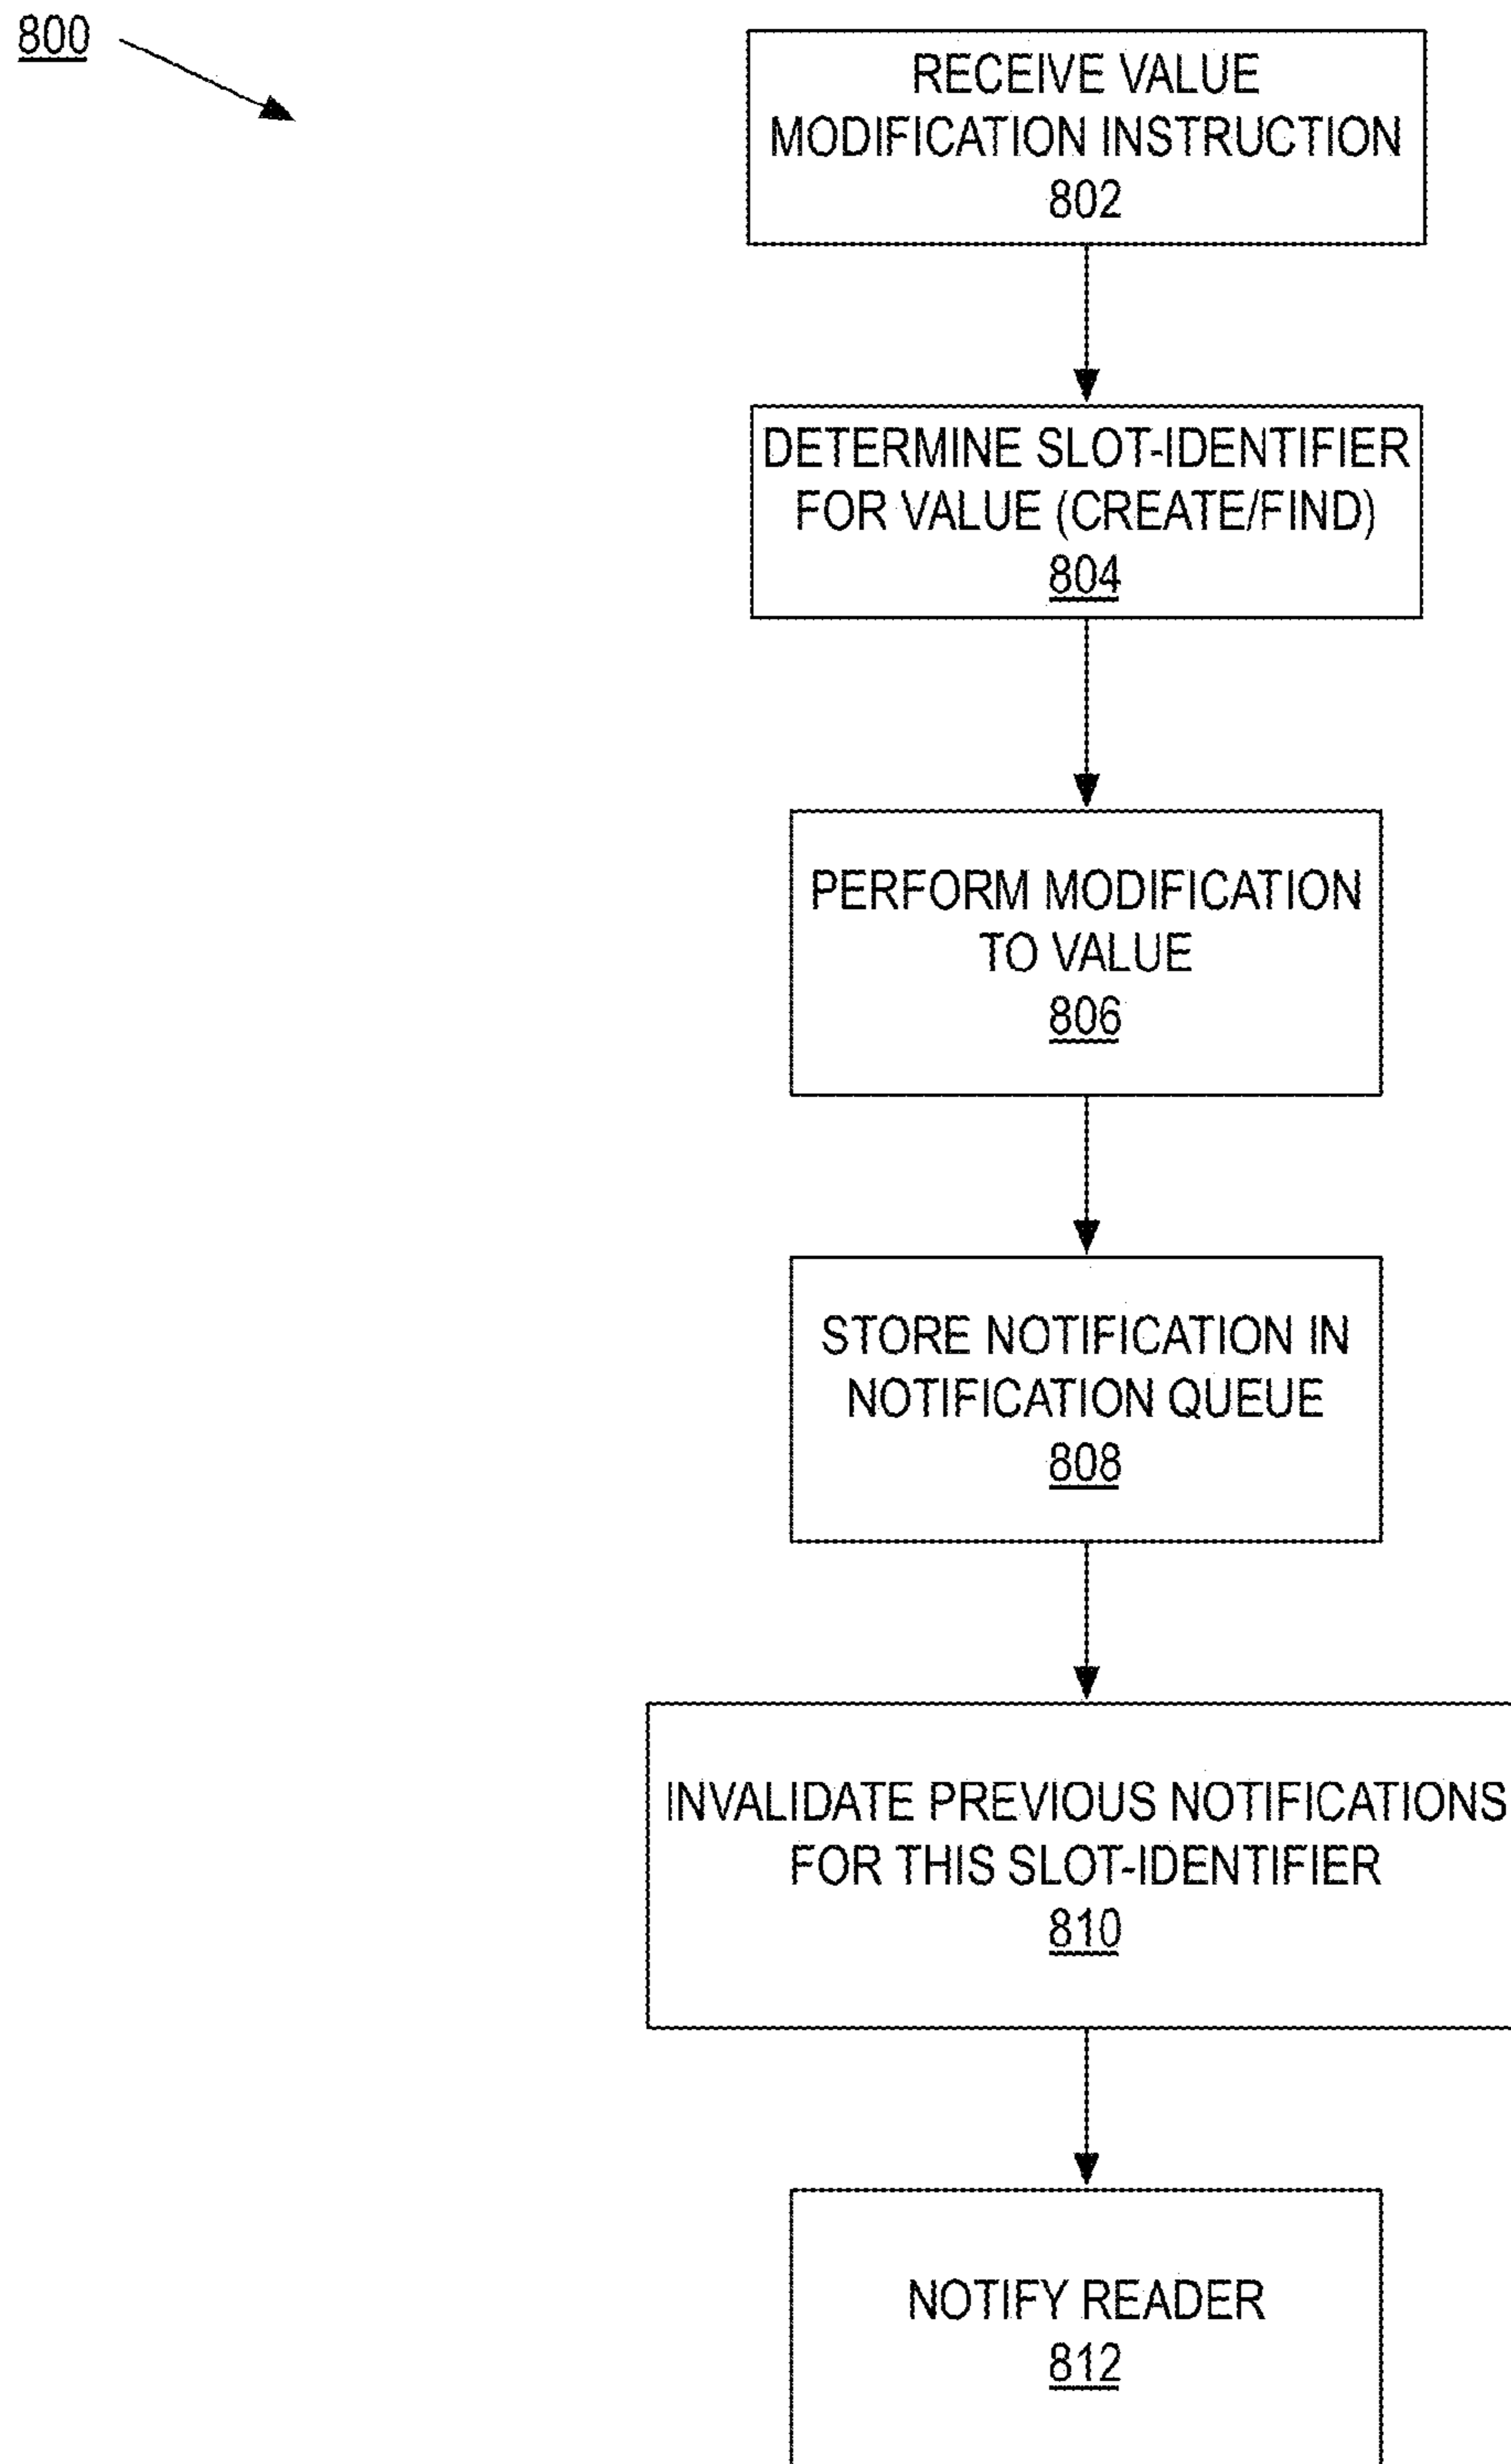 800
RECEIVE VALUE
MODIFICATION INSTRUCTION
802
DETERMINE SLOT-IDENTIFIER
FOR VALUE (CREATE/FIND)
804
PERFORM MODIFICATION
TO VALUE
806
STORE NOTIFICATION IN
NOTIFICATION QUEUE
808
INVALIDATE PREVIOUS NOTIFICATIONS
FOR THIS SLOT-IDENTIFIER
810
NOTIFY READER
812